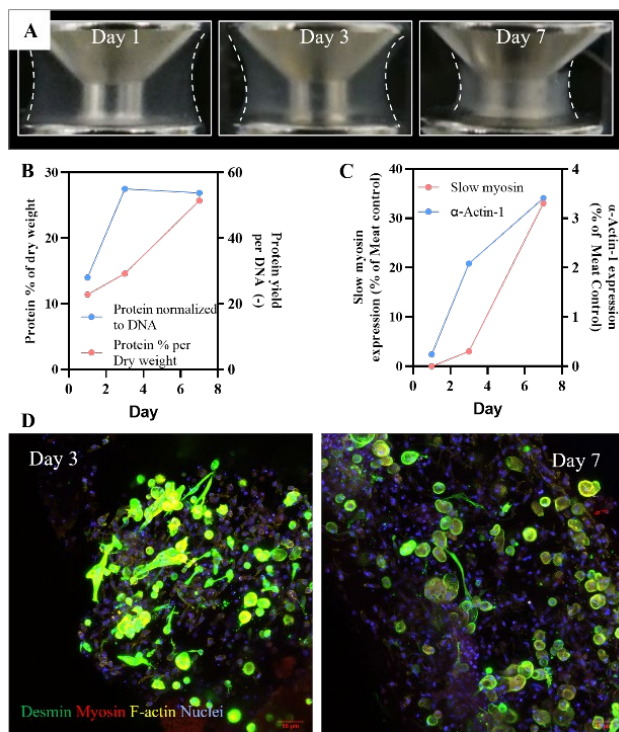 A
Day 1
Day 3
Day 7
B
30
20
10
0
Protein % of dry weight
60
40
20
0
Protein yield
per DNA (-)
Protein normalized
to DNA
Protein % per
Dry weight
0
2
4
6
8
Day
C
40
30
20
10
0
Slow myosin
expression (% of Meat control)
4
3
2
1
0
α-Actin-1 expression
(% of Meat Control)
Slow myosin
α-Actin-1
0
2
4
6
8
Day
D
Day 3
Day 7
Desmin Myosin F-actin Nuclei